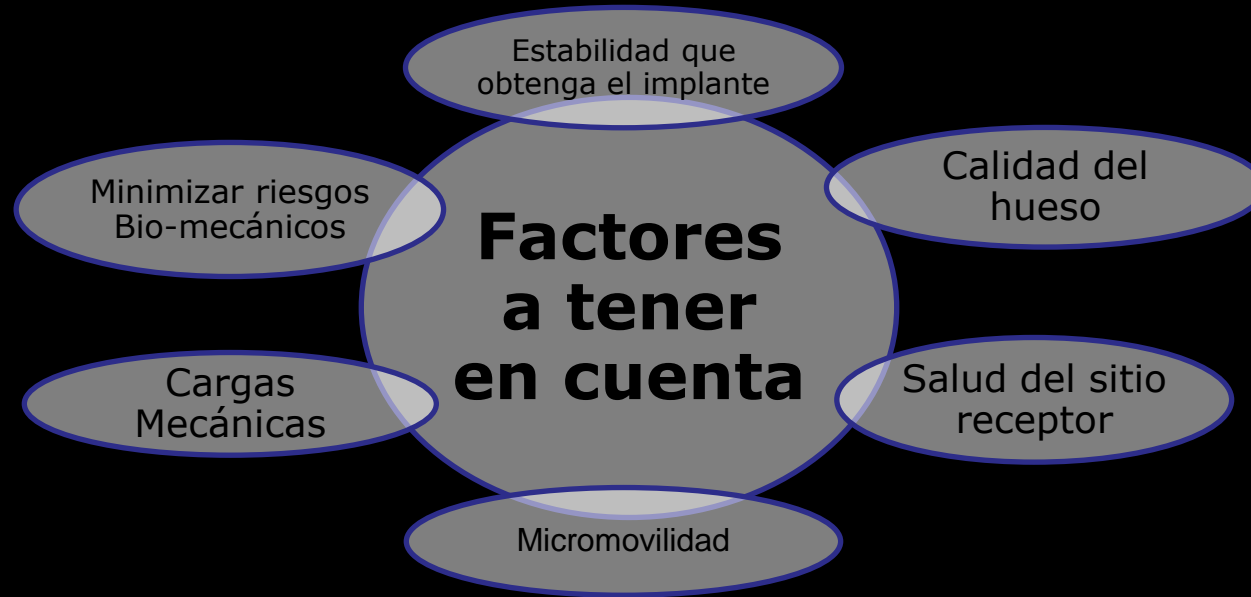 Estabilidad que
obtenga el implante
Calidad del
hueso
Minimizar riesgos
Bio-mecánicos
Factores
a tener
en cuenta
Salud del sitio
receptor
Cargas
Mecánicas
Micromovilidad